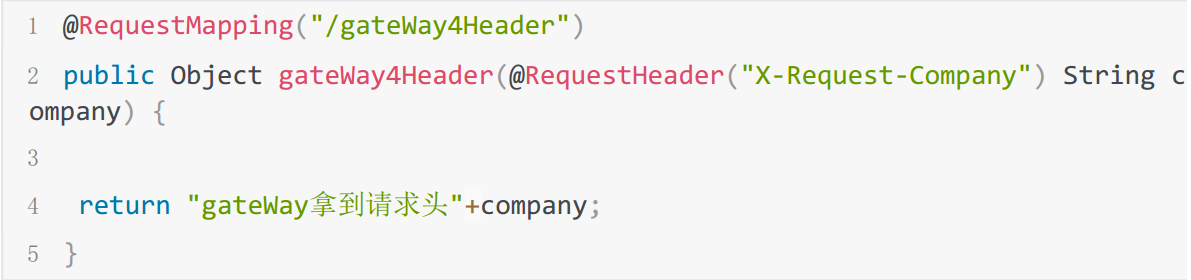 1 @RequestMapping("/gateWay4Header")
2 public Object gateWay4Header(@RequestHeader("X-Request-Company") String c
ompany) {
3
4 return "gateWay拿到请求头"+company;
5 }